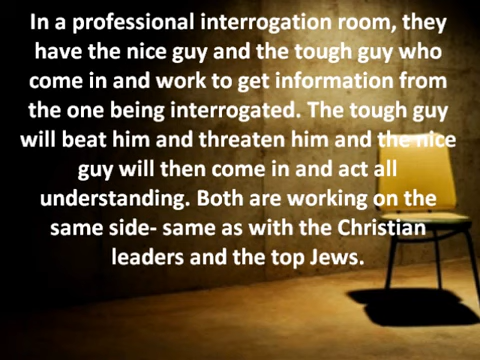 In a professional interrogation room, they
have the nice guy and the tough guy who
come in and work to get information from
the one being interrogated. The tough guy
will beat him and threaten him and the nice
guy will then come in and act all
understanding. Both are working on the
same side- same as with the Christian
leaders and the top Jews.